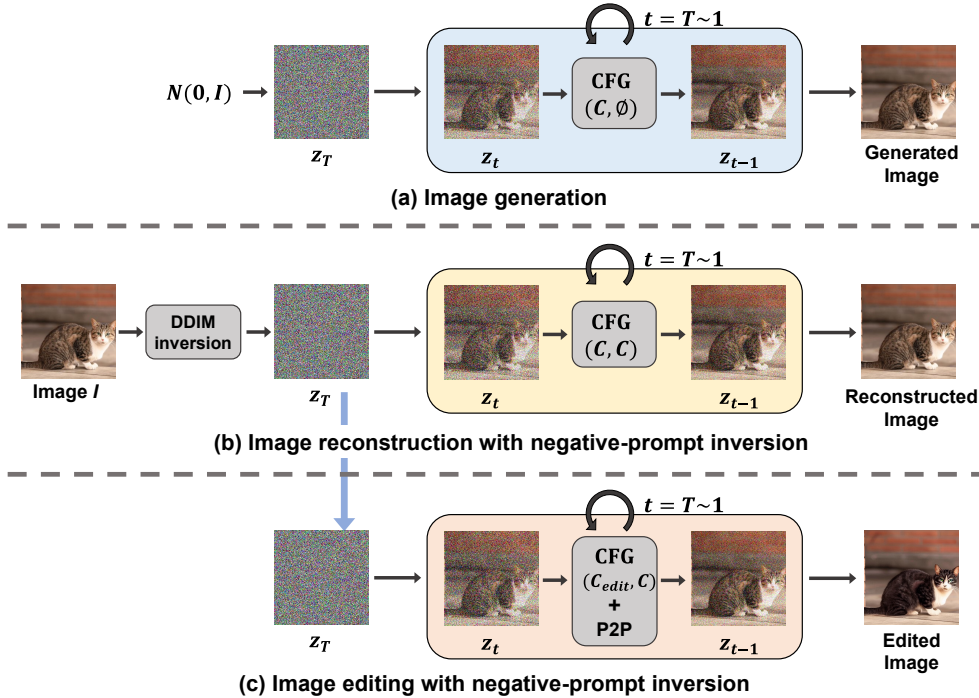 t = T~1
N(0, I)
CFG
(C, ∅)
z_T
z_t
z_{t-1}
Generated
Image
(a) Image generation
t = T~1
DDIM
inversion
CFG
(C, C)
Image I
z_T
z_t
z_{t-1}
Reconstructed
Image
(b) Image reconstruction with negative-prompt inversion
t = T~1
CFG
(C_{edit}, C)
+
P2P
z_T
z_t
z_{t-1}
Edited
Image
(c) Image editing with negative-prompt inversion